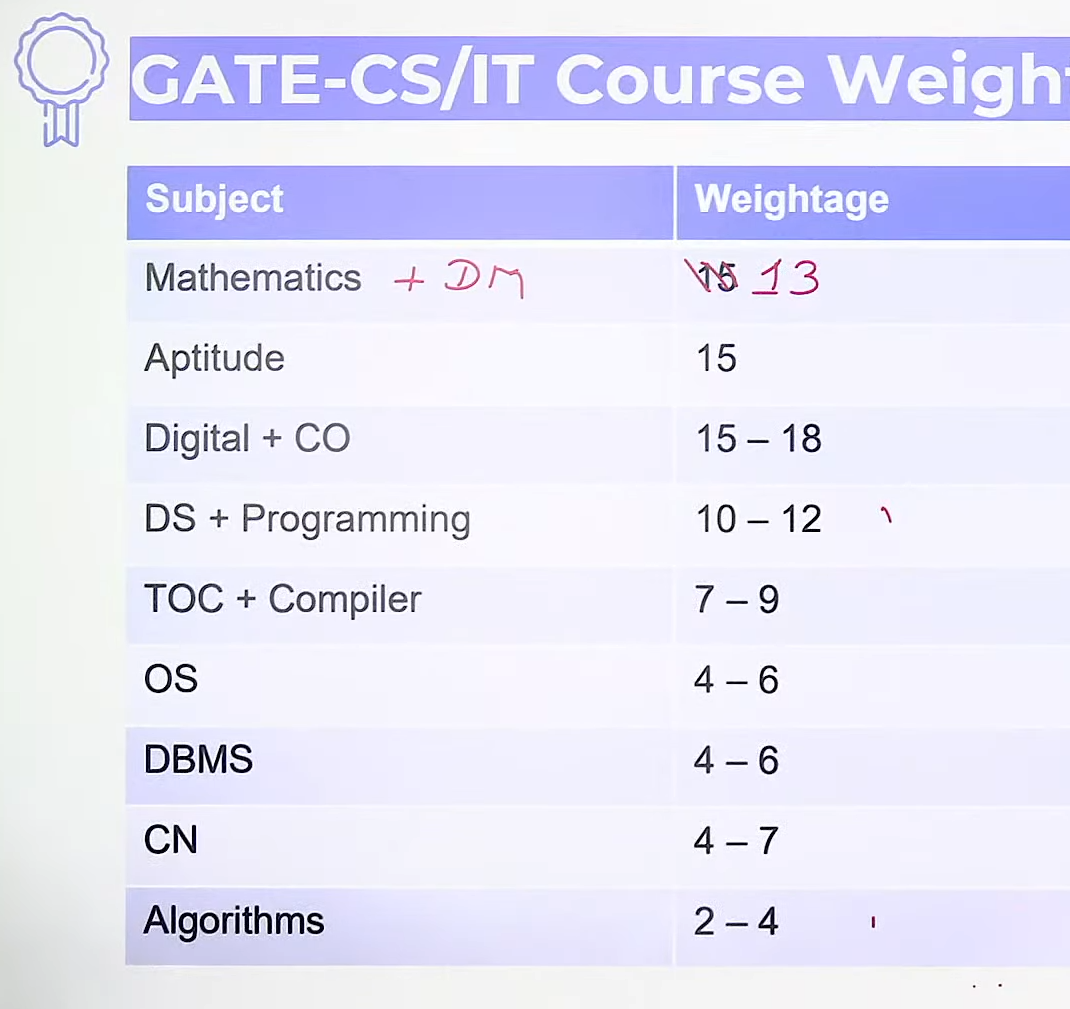 GATE-CS/IT Course Weigh
Subject Weightage
Mathematics + DM 15 13
Aptitude 15
Digital + CO 15 – 18
DS + Programming 10 – 12
TOC + Compiler 7 – 9
OS 4 – 6
DBMS 4 – 6
CN 4 – 7
Algorithms 2 – 4